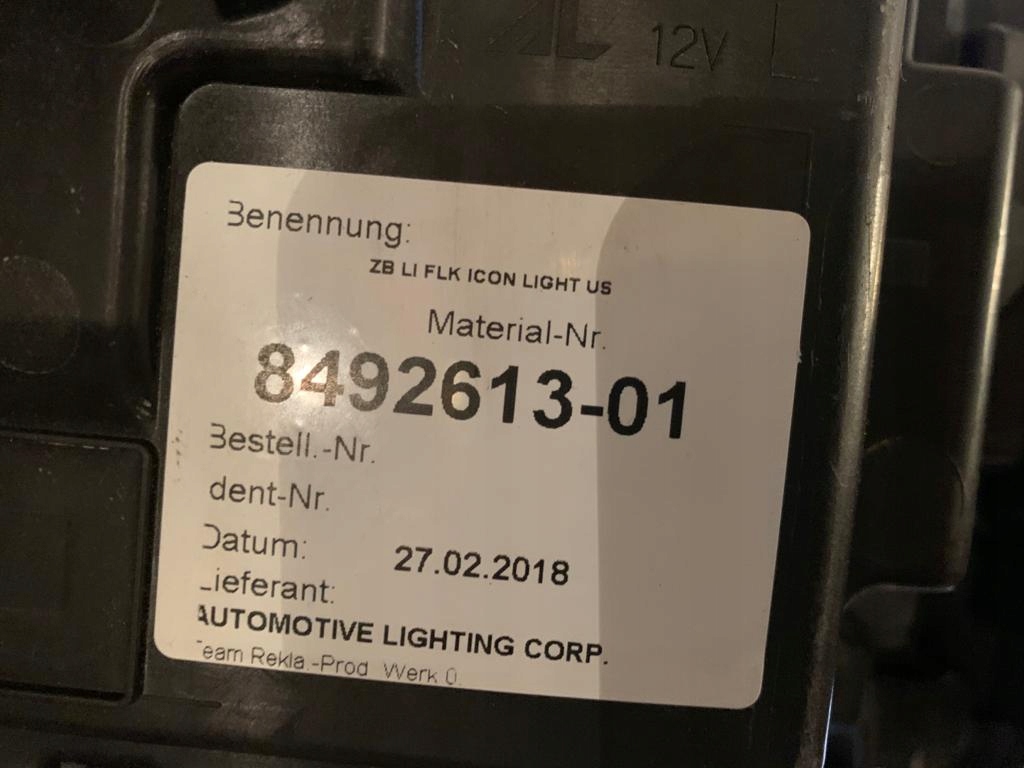 12V
Benennung:
ZB LI FLK ICON LIGHT US
Material-Nr.
8492613-01
Bestell.-Nr.
dent-Nr.
Datum:
27.02.2018
Lieferant:
AUTOMOTIVE LIGHTING CORP.
Team Rekla.-Prod Werk 0.